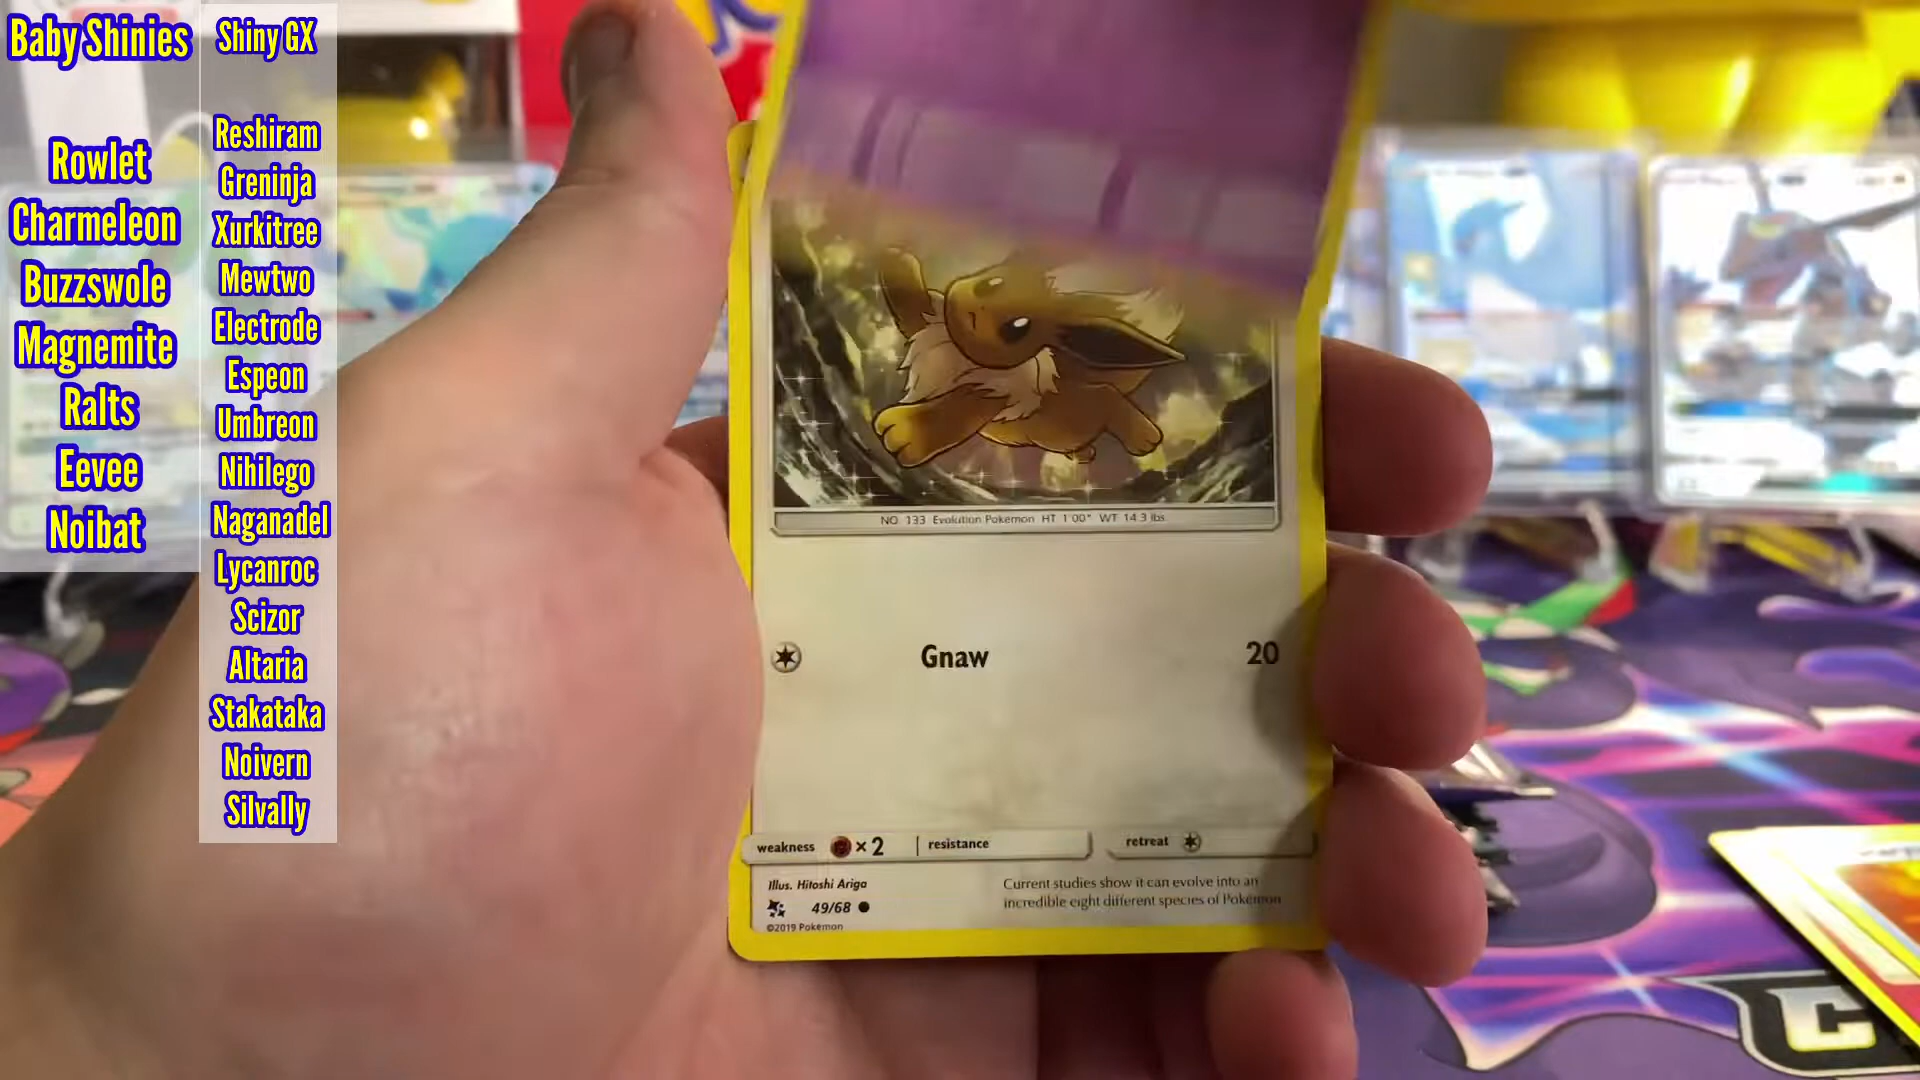 Baby Shinies
Rowlet
Charmeleon
Buzzswole
Magnemite
Ralts
Eevee
Noibat
Shiny GX
Reshiram
Greninja
Xurkitree
Mewtwo
Electrode
Espeon
Umbreon
Nihilego
Naganadel
Lycanroc
Scizor
Altaria
Stakataka
Noivern
Silvally
NO. 133 Evolution Pokémon HT 1'00" WT 14.3 lbs.
Gnaw 20
weakness ×2 resistance retreat
Illus. Hitoshi Ariga
49/68
©2019 Pokémon
Current studies show it can evolve into an
incredible eight different species of Pokémon
C